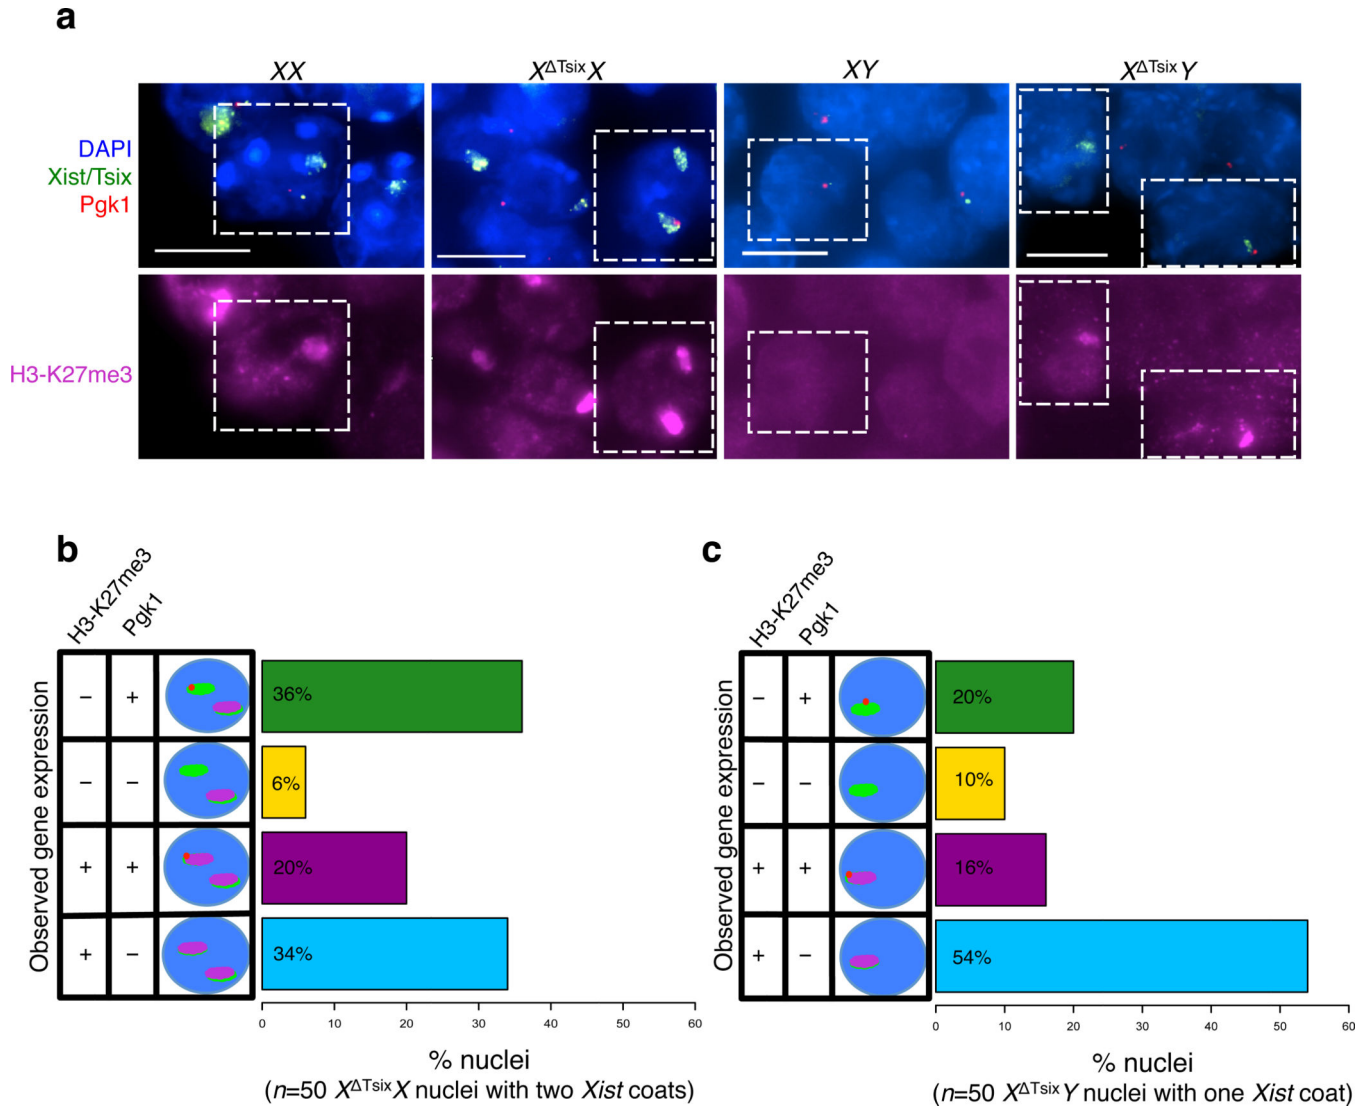 a
XX
X^ΔTsix X
XY
X^ΔTsix Y
DAPI
Xist/Tsix
Pgk1
H3-K27me3
b
H3-K27me3
Pgk1
Observed gene expression
− +
36%
− −
6%
+ +
20%
+ −
34%
0 10 20 30 40 50 60
% nuclei
(n=50 X^ΔTsix X nuclei with two Xist coats)
c
H3-K27me3
Pgk1
Observed gene expression
− +
20%
− −
10%
+ +
16%
+ −
54%
0 10 20 30 40 50 60
% nuclei
(n=50 X^ΔTsix Y nuclei with one Xist coat)